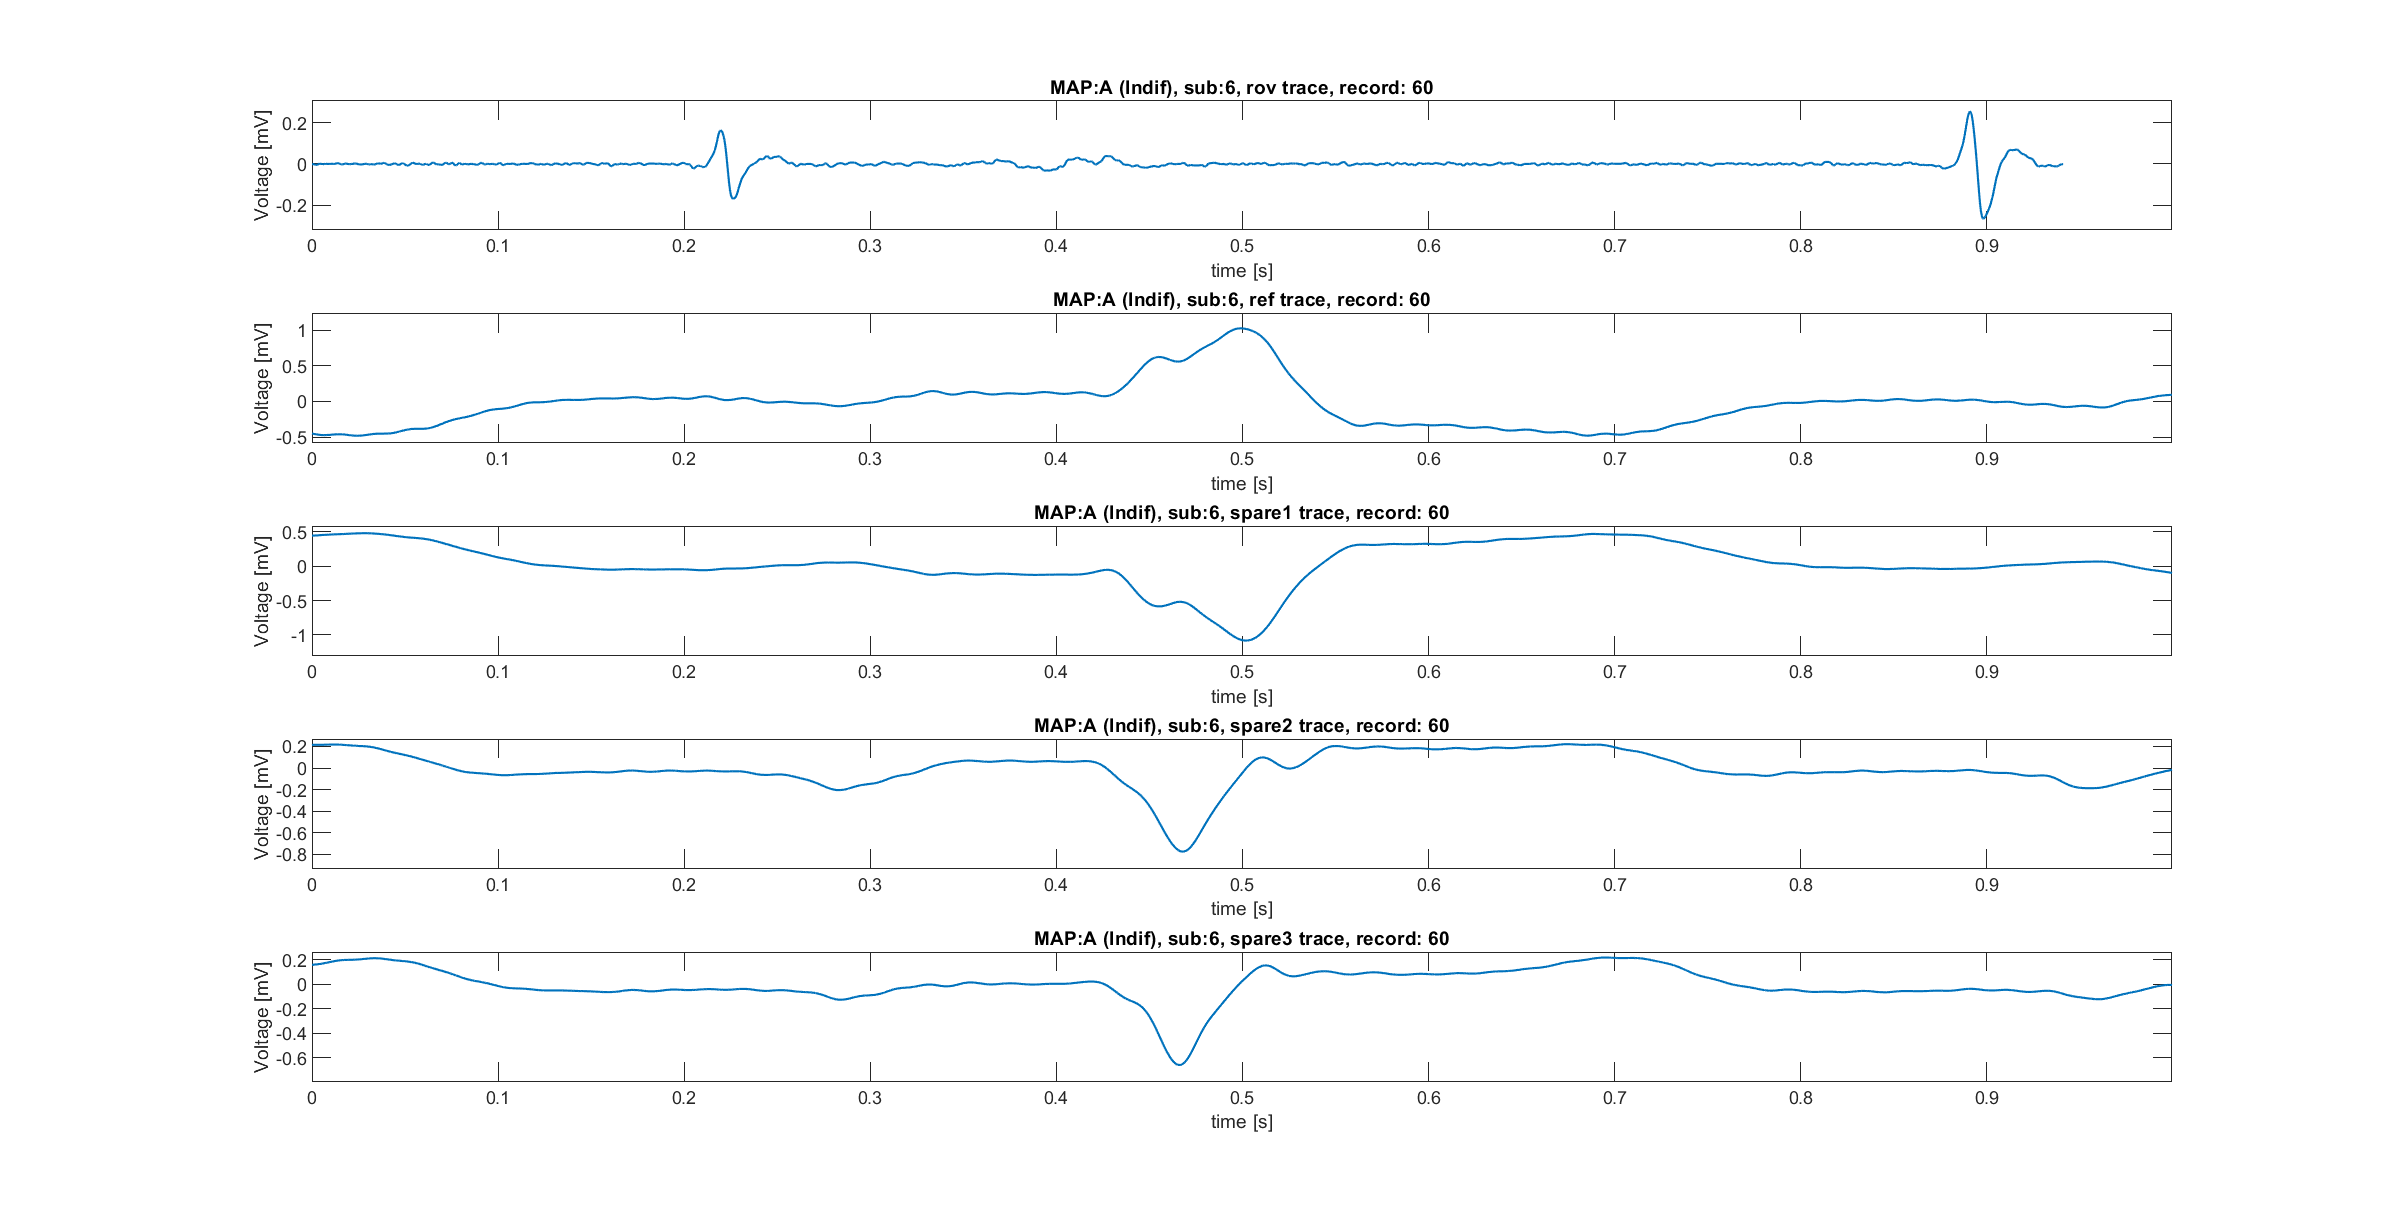 MAP:A (Indif), sub:6, rov trace, record: 60
Voltage [mV]
0.2
0
-0.2
0 0.1 0.2 0.3 0.4 0.5 0.6 0.7 0.8 0.9
time [s]
MAP:A (Indif), sub:6, ref trace, record: 60
Voltage [mV]
1
0.5
0
-0.5
0 0.1 0.2 0.3 0.4 0.5 0.6 0.7 0.8 0.9
time [s]
MAP:A (Indif), sub:6, spare1 trace, record: 60
Voltage [mV]
0.5
0
-0.5
-1
0 0.1 0.2 0.3 0.4 0.5 0.6 0.7 0.8 0.9
time [s]
MAP:A (Indif), sub:6, spare2 trace, record: 60
Voltage [mV]
0.2
0
-0.2
-0.4
-0.6
-0.8
0 0.1 0.2 0.3 0.4 0.5 0.6 0.7 0.8 0.9
time [s]
MAP:A (Indif), sub:6, spare3 trace, record: 60
Voltage [mV]
0.2
0
-0.2
-0.4
-0.6
0 0.1 0.2 0.3 0.4 0.5 0.6 0.7 0.8 0.9
time [s]